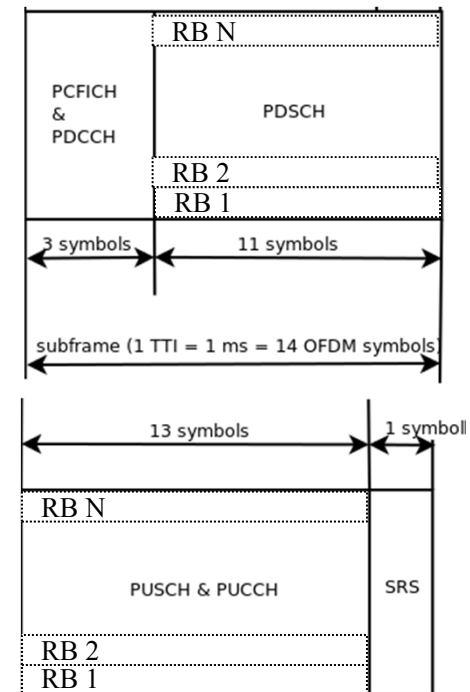 RB N
PCFICH
&
PDCCH
PDSCH
RB 2
RB 1
3 symbols
11 symbols
subframe (1 TTI = 1 ms = 14 OFDM symbols)
13 symbols
1 symboll
RB N
PUSCH & PUCCH
SRS
RB 2
RB 1